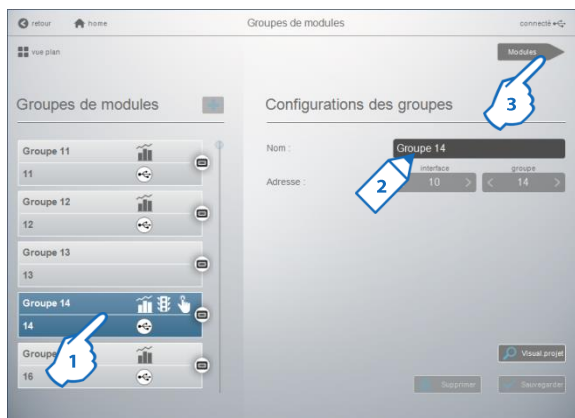 retour
home
Groupes de modules
connecté
vue plan
Modules
Groupes de modules
Configurations des groupes
Groupe 11
11
Groupe 12
12
Groupe 13
13
Groupe 14
14
Groupe
16
Nom :
Groupe 14
interface
groupe
Adresse :
10
14
Visual.projet
Supprimer
Sauvegarder
1
2
3